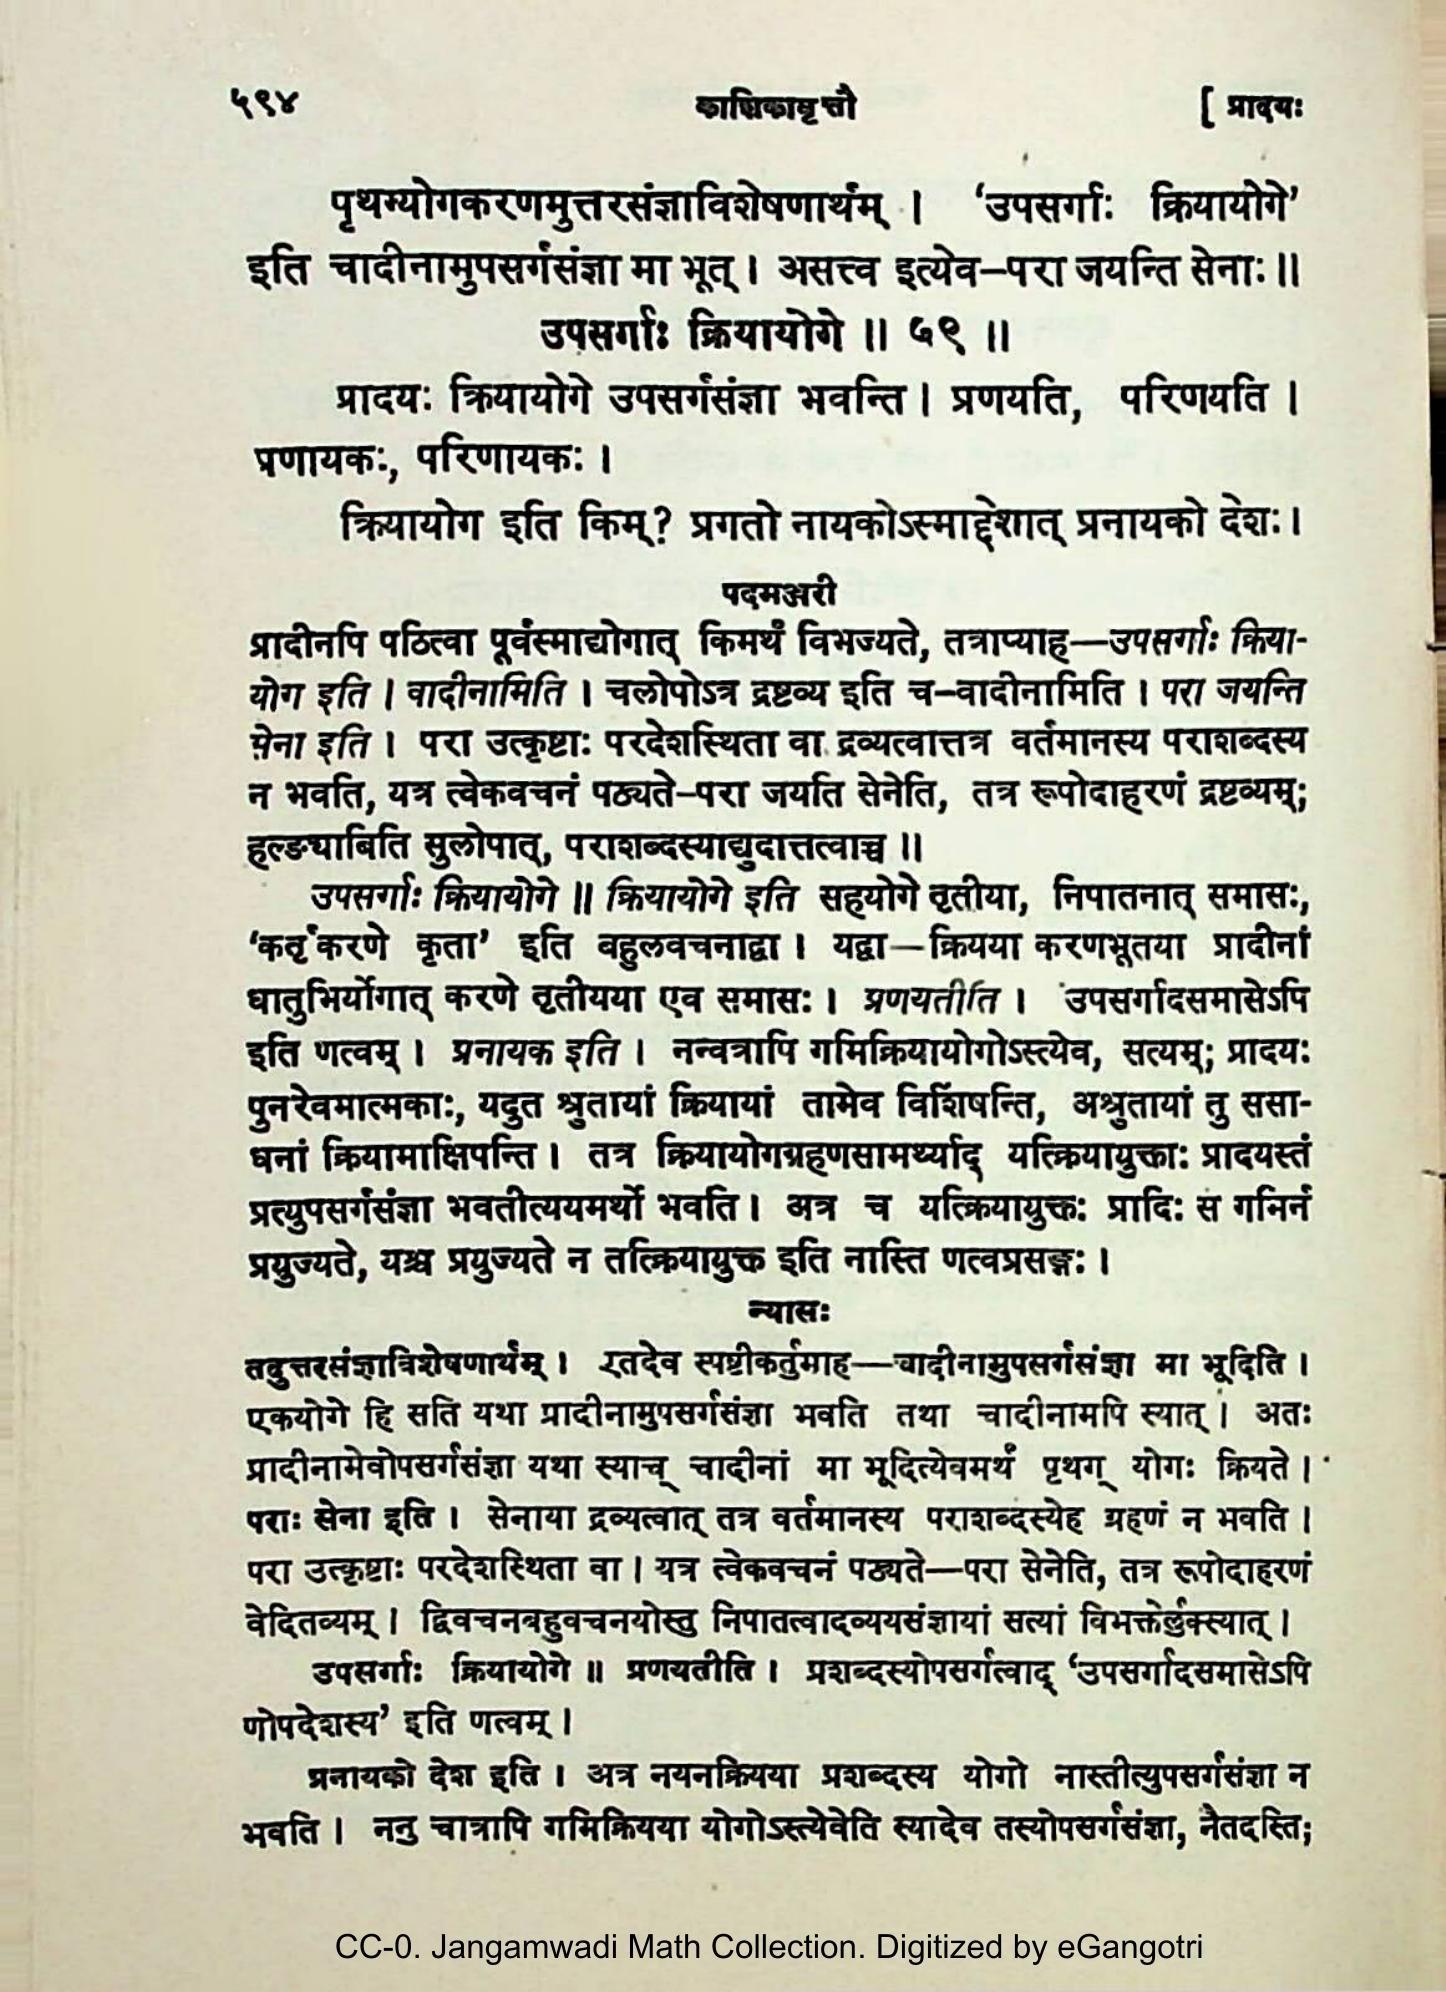 ५९४ काशिकावृत्तौ [ प्रादयः
पृथग्योगकरणमुत्तरसंज्ञाविशेषणार्थम् । ‘उपसर्गाः क्रियायोगे’
इति चादीनामुपसर्गसंज्ञा मा भूत् । असत्त्व इत्येव–परा जयन्ति सेनाः ॥
उपसर्गाः क्रियायोगे ॥ ५९ ॥
प्रादयः क्रियायोगे उपसर्गसंज्ञा भवन्ति । प्रणयति, परिणयति ।
प्रणायकः, परिणायकः ।
क्रियायोग इति किम्? प्रगतो नायकोऽस्माद्देशात् प्रनायको देशः ।
पदमञ्जरी
प्रादीनपि पठित्वा पूर्वस्माद्योगात् किमर्थं विभज्यते, तत्राप्याह—उपसर्गाः क्रिया-
योग इति । वादीनामिति । चलोपोऽत्र द्रष्टव्य इति च–वादीनामिति । परा जयन्ति
सेना इति । परा उत्कृष्टाः परदेशस्थिता वा द्रव्यत्वात्तत्र वर्तमानस्य पराशब्दस्य
न भवति, यत्र त्वेकवचनं पठ्यते–परा जयति सेनेति, तत्र रूपोदाहरणं द्रष्टव्यम्;
हल्ङ्याबिति सुलोपात्, पराशब्दस्याद्युदात्तत्वाच्च ॥
उपसर्गाः क्रियायोगे ॥ क्रियायोगे इति सहयोगे तृतीया, निपातनात् समासः,
‘कर्तृकरणे कृता’ इति बहुलवचनाद्वा । यद्वा—क्रियया करणभूतया प्रादीनां
धातुभिर्योगात् करणे तृतीयया एव समासः । प्रणयतीति । उपसर्गादसमासेऽपि
इति णत्वम् । प्रनायक इति । नन्वत्रापि गमिक्रियायोगोऽस्त्येव, सत्यम्; प्रादयः
पुनरेवमात्मकाः, यदुत श्रुतायां क्रियायां तामेव विशिंषन्ति, अश्रुतायां तु ससा-
धनां क्रियामाक्षिपन्ति । तत्र क्रियायोगग्रहणसामर्थ्याद् यत्क्रियायुक्ताः प्रादयस्तं
प्रत्युपसर्गसंज्ञा भवतीत्ययमर्थो भवति । अत्र च यत्क्रियायुक्तः प्रादिः स गमिर्न
प्रयुज्यते, यश्च प्रयुज्यते न तत्क्रियायुक्त इति नास्ति णत्वप्रसङ्गः ।
न्यासः
तदुत्तरसंज्ञाविशेषणार्थम् । एतदेव स्पष्टीकर्तुमाह—चादीनामुपसर्गसंज्ञा मा भूदिति ।
एकयोगे हि सति यथा प्रादीनामुपसर्गसंज्ञा भवति तथा चादीनामपि स्यात् । अतः
प्रादीनामेवोपसर्गसंज्ञा यथा स्याच् चादीनां मा भूदित्येवमर्थं पृथग् योगः क्रियते ।
पराः सेना इति । सेनाया द्रव्यत्वात् तत्र वर्तमानस्य पराशब्दस्येह ग्रहणं न भवति ।
परा उत्कृष्टाः परदेशस्थिता वा । यत्र त्वेकवचनं पठ्यते—परा सेनेति, तत्र रूपोदाहरणं
वेदितव्यम् । द्विवचनबहुवचनयोस्तु निपातत्वादव्ययसंज्ञायां सत्यां विभक्तेर्लुक्स्यात् ।
उपसर्गाः क्रियायोगे ॥ प्रणयतीति । प्रशब्दस्योपसर्गत्वाद् ‘उपसर्गादसमासेऽपि
णोपदेशस्य’ इति णत्वम् ।
प्रनायको देश इति । अत्र नयनक्रियया प्रशब्दस्य योगो नास्तीत्युपसर्गसंज्ञा न
भवति । ननु चात्रापि गमिक्रियया योगोऽस्त्येवेति स्यादेव तस्योपसर्गसंज्ञा, नैतदस्ति;
CC-0. Jangamwadi Math Collection. Digitized by eGangotri